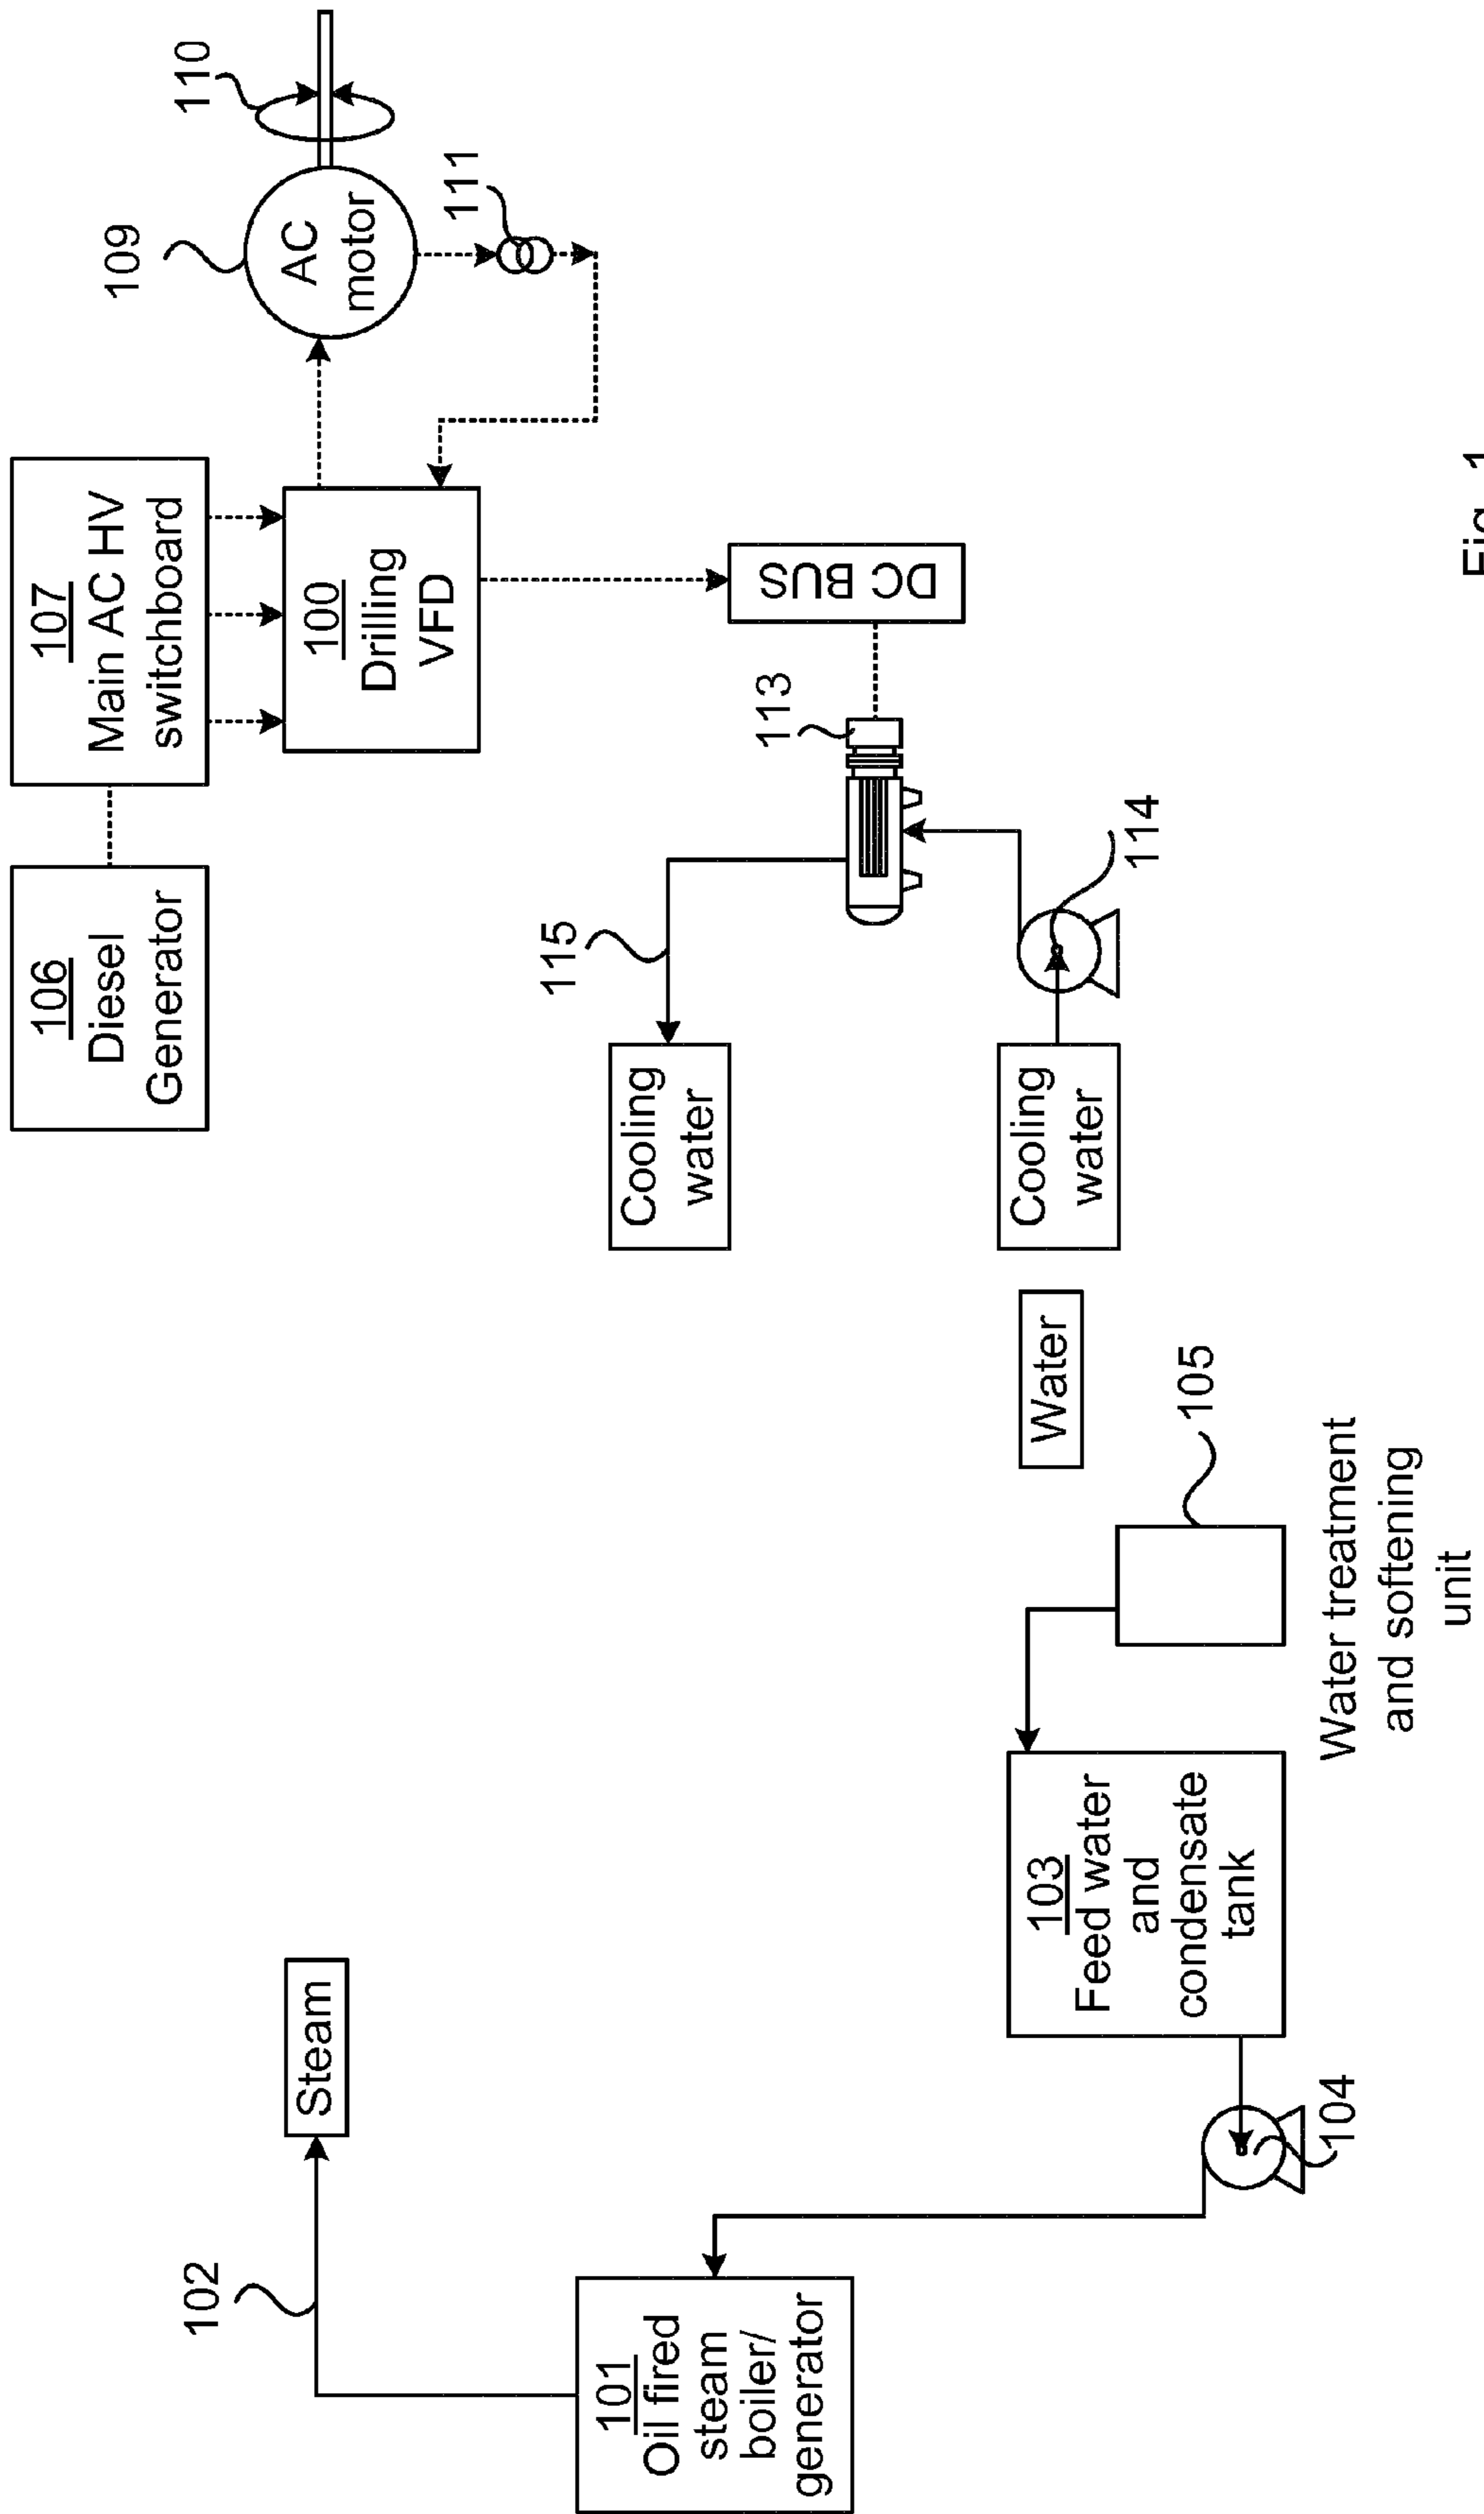 101
Oil fired
steam
boiler/
generator
102
Steam
104
103
Feed water
and
condensate
tank
105
Water treatment
and softening
unit
Water
Cooling
water
Cooling
water
115
114
113
DC BUS
106
Diesel
Generator
107
Main AC HV
switchboard
100
Drilling
VFD
109
AC
motor
110
111
Fig. 1